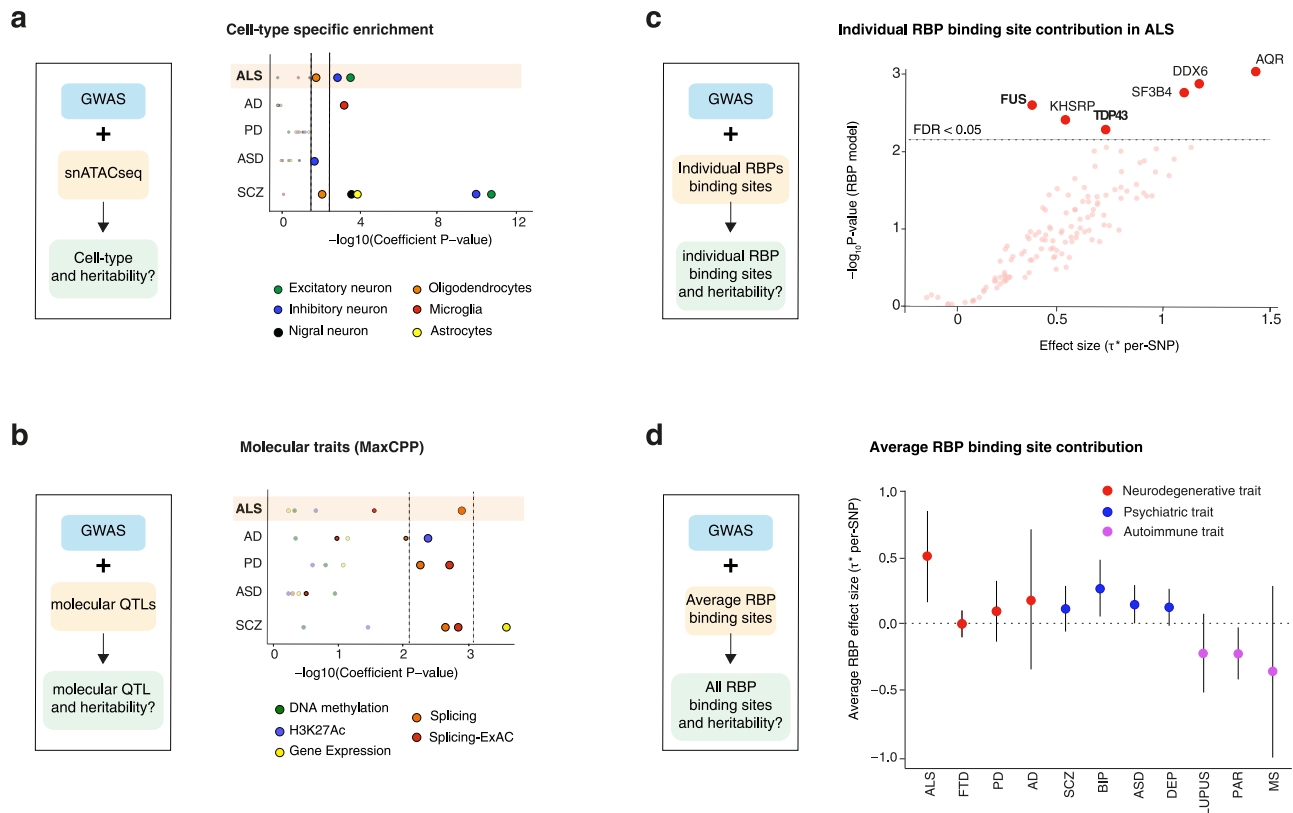 a
Cell-type specific enrichment
GWAS
+
snATACseq
Cell-type
and heritability?
ALS
AD
PD
ASD
SCZ
0
4
8
12
−log10(Coefficient P-value)
Excitatory neuron
Inhibitory neuron
Nigral neuron
Oligodendrocytes
Microglia
Astrocytes
b
Molecular traits (MaxCPP)
GWAS
+
molecular QTLs
molecular QTL
and heritability?
ALS
AD
PD
ASD
SCZ
0
1
2
3
−log10(Coefficient P-value)
DNA methylation
H3K27Ac
Gene Expression
Splicing
Splicing-ExAC
c
Individual RBP binding site contribution in ALS
GWAS
+
Individual RBPs
binding sites
individual RBP
binding sites
and heritability?
−log10P-value (RBP model)
3
2
1
0
AQR
DDX6
SF3B4
FUS
KHSRP
TDP43
FDR < 0.05
0
0.5
1
1.5
Effect size (τ* per-SNP)
d
Average RBP binding site contribution
GWAS
+
Average RBP
binding sites
All RBP
binding sites
and heritability?
Neurodegenerative trait
Psychiatric trait
Autoimmune trait
Average RBP effect size (τ* per-SNP)
1.0
0.5
0.0
−0.5
−1.0
ALS
FTD
PD
AD
SCZ
BIP
ASD
DEP
LUPUS
PAR
MS